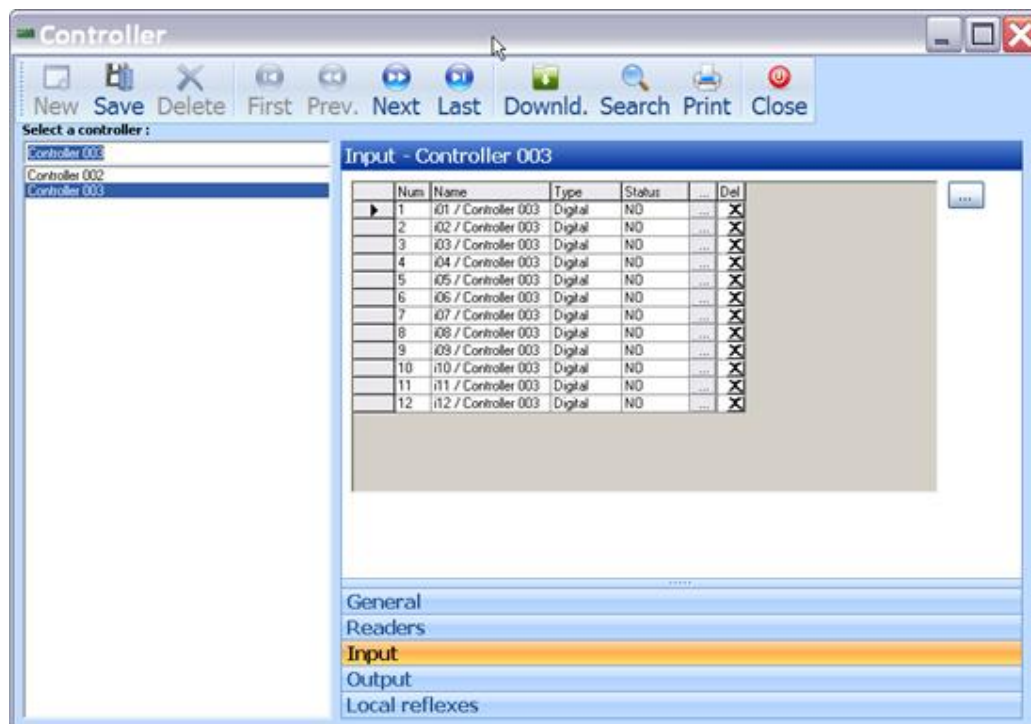 Controller
New Save Delete First Prev. Next Last Downld. Search Print Close
Select a controller :
Controller 003
Controller 002
Controller 003
Input - Controller 003
Num Name Type Status ... Del
1 i01 / Controller 003 Digital NO ... X
2 i02 / Controller 003 Digital NO ... X
3 i03 / Controller 003 Digital NO ... X
4 i04 / Controller 003 Digital NO ... X
5 i05 / Controller 003 Digital NO ... X
6 i06 / Controller 003 Digital NO ... X
7 i07 / Controller 003 Digital NO ... X
8 i08 / Controller 003 Digital NO ... X
9 i09 / Controller 003 Digital NO ... X
10 i10 / Controller 003 Digital NO ... X
11 i11 / Controller 003 Digital NO ... X
12 i12 / Controller 003 Digital NO ... X
...
General
Readers
Input
Output
Local reflexes